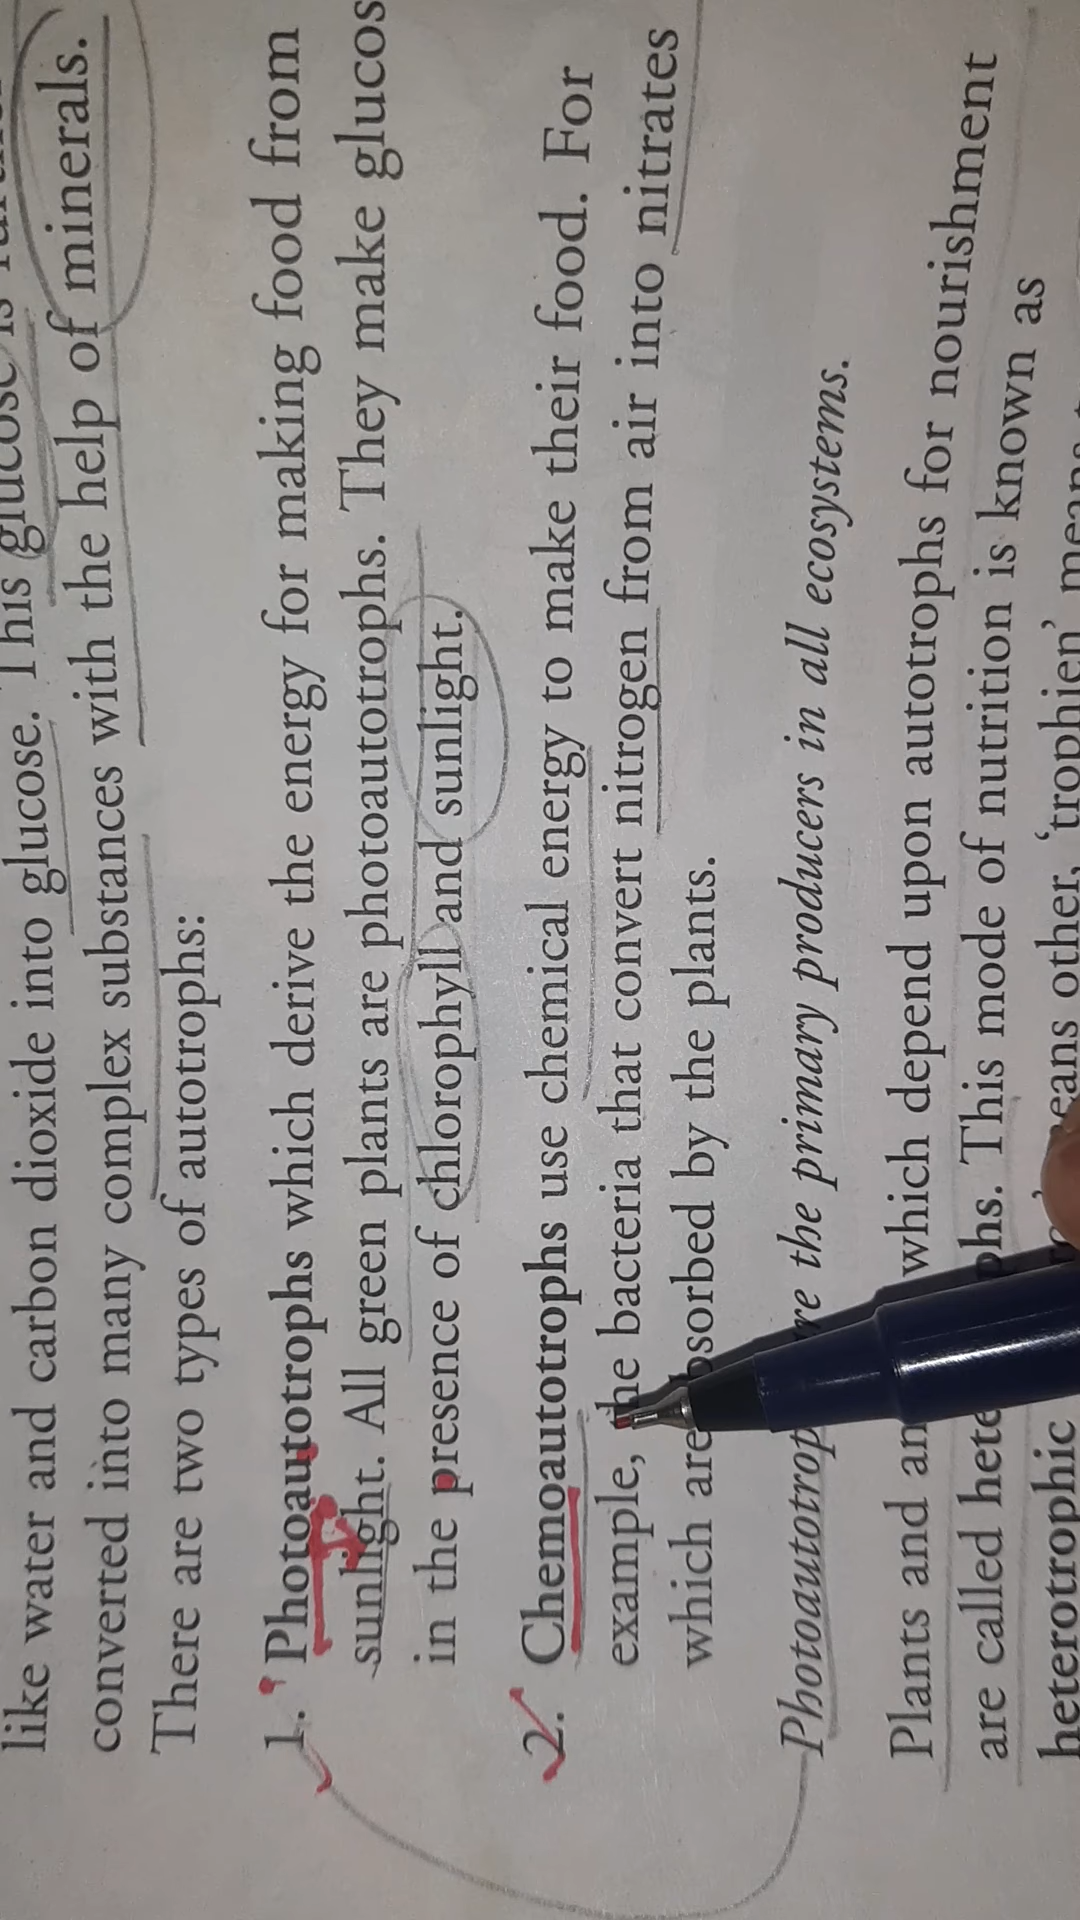 like water and carbon dioxide into glucose. This glucose is
converted into many complex substances with the help of minerals.
There are two types of autotrophs:
1. Photoautotrophs which derive the energy for making food from
sunlight. All green plants are photoautotrophs. They make glucos
in the presence of chlorophyll and sunlight.
2. Chemoautotrophs use chemical energy to make their food. For
example, the bacteria that convert nitrogen from air into nitrates
which are absorbed by the plants.
Photoautotrop re the primary producers in all ecosystems.
Plants and an which depend upon autotrophs for nourishment
are called hete phs. This mode of nutrition is known as
heterotrophic eans other, 'trophien' means